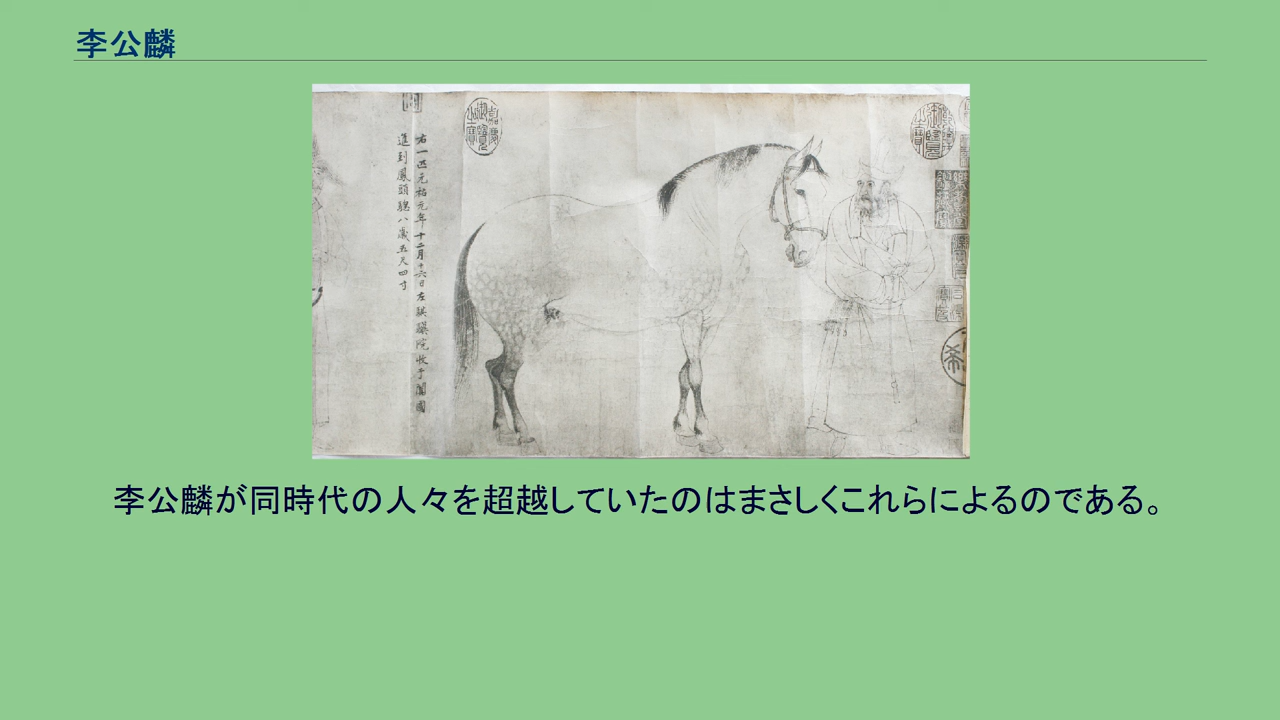 李公麟
右一匹元祐元年十二月十六日左騏驥院收于闐國
進到鳳頭驄八歲五尺四寸
李公麟が同時代の人々を超越していたのはまさしくこれらによるのである。